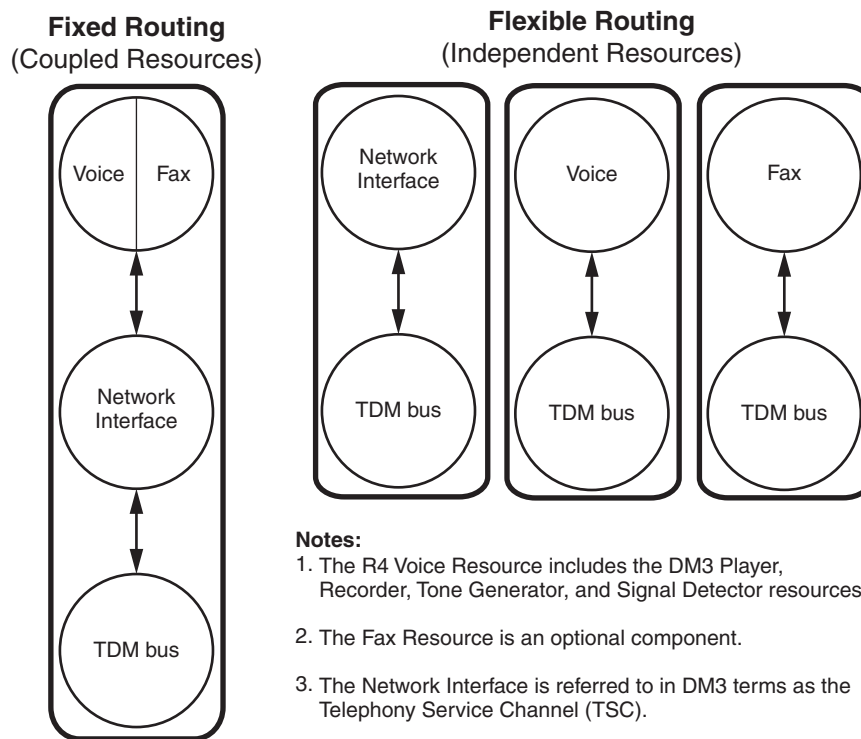 Fixed Routing
(Coupled Resources)
Voice
Fax
Network
Interface
TDM bus
Flexible Routing
(Independent Resources)
Network
Interface
TDM bus
Voice
TDM bus
Fax
TDM bus
Notes:
1. The R4 Voice Resource includes the DM3 Player,
Recorder, Tone Generator, and Signal Detector resources
2. The Fax Resource is an optional component.
3. The Network Interface is referred to in DM3 terms as the
Telephony Service Channel (TSC).